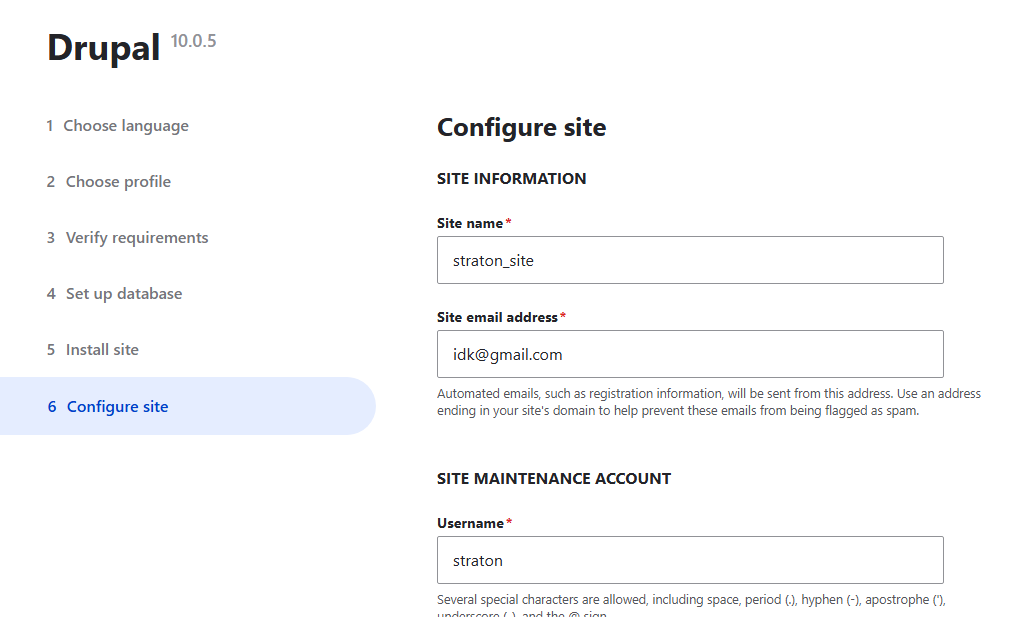 Drupal 10.0.5
1 Choose language
2 Choose profile
3 Verify requirements
4 Set up database
5 Install site
6 Configure site
Configure site
SITE INFORMATION
Site name*
straton_site
Site email address*
idk@gmail.com
Automated emails, such as registration information, will be sent from this address. Use an address
ending in your site's domain to help prevent these emails from being flagged as spam.
SITE MAINTENANCE ACCOUNT
Username*
straton
Several special characters are allowed, including space, period (.), hyphen (-), apostrophe ('),
underscore (_), and the @ sign.